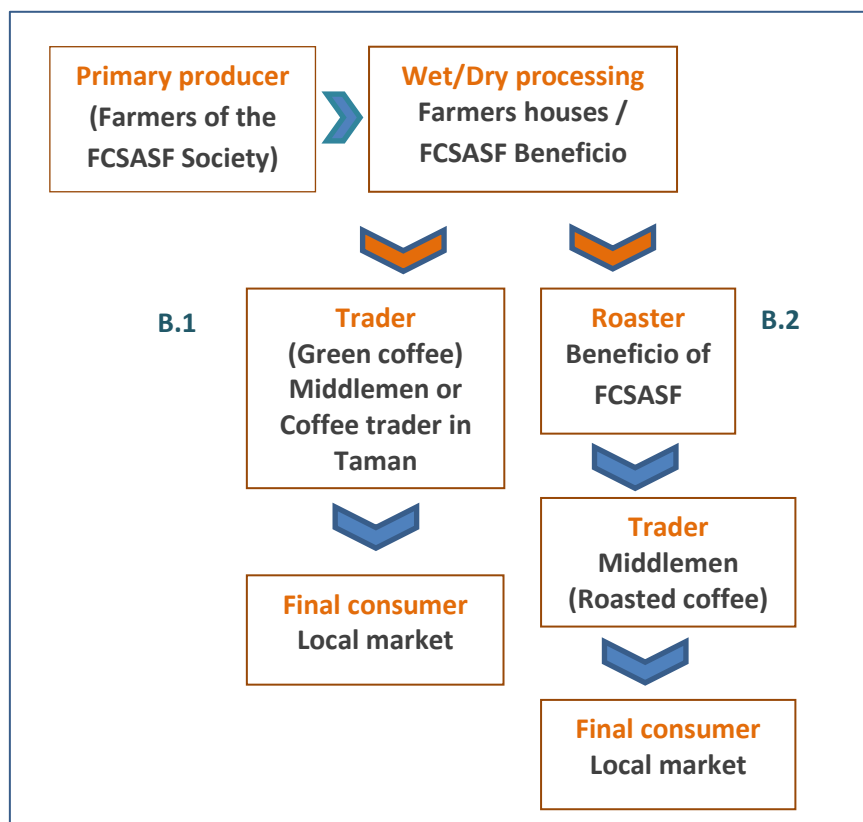 Primary producer
(Farmers of the
FCSASF Society)
Wet/Dry processing
Farmers houses /
FCSASF Beneficio
B.1
Trader
(Green coffee)
Middlemen or
Coffee trader in
Taman
Final consumer
Local market
Roaster
Beneficio of
FCSASF
B.2
Trader
Middlemen
(Roasted coffee)
Final consumer
Local market